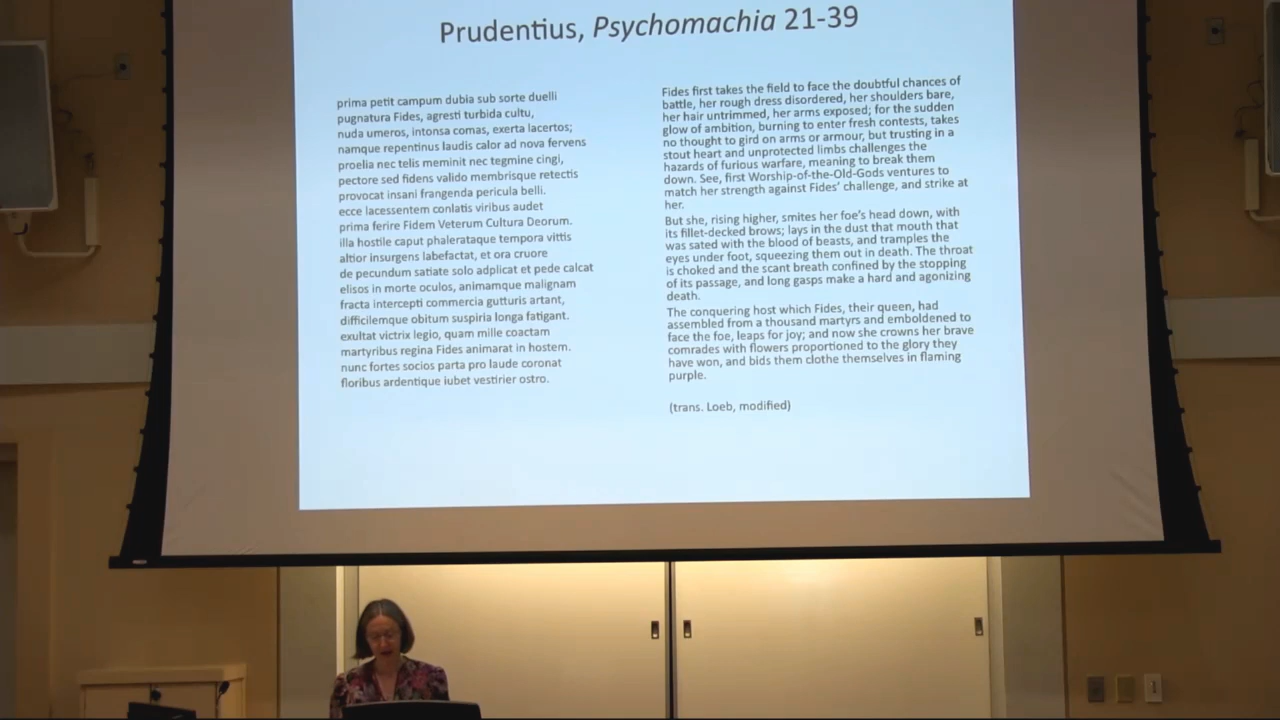 Prudentius, Psychomachia 21-39
prima petit campum dubia sub sorte duelli
pugnatura Fides, agresti turbida cultu,
nuda umeros, intonsa comas, exerta lacertos;
namque repentinus laudis calor ad nova fervens
proelia nec telis meminit nec tegmine cingi,
pectore sed fidens valido membrisque retectis
provocat insani frangenda pericula belli.
ecce lacessentem conlatis viribus audet
prima ferire Fidem Veterum Cultura Deorum.
illa hostile caput phalerataque tempora vittis
altior insurgens labefactat, et ora cruore
de pecundum satiate solo adplicat et pede calcat
elisos in morte oculos, animamque malignam
fracta intercepti commercia gutturis artant,
difficilemque obitum suspiria longa fatigant.
exultat victrix legio, quam mille coactam
martyribus regina Fides animarat in hostem.
nunc fortes socios parta pro laude coronat
floribus ardentique iubet vestirier ostro.
Fides first takes the field to face the doubtful chances of
battle, her rough dress disordered, her shoulders bare,
her hair untrimmed, her arms exposed; for the sudden
glow of ambition, burning to enter fresh contests, takes
no thought to gird on arms or armour, but trusting in a
stout heart and unprotected limbs challenges the
hazards of furious warfare, meaning to break them
down. See, first Worship-of-the-Old-Gods ventures to
match her strength against Fides' challenge, and strike at
her.
But she, rising higher, smites her foe's head down, with
its fillet-decked brows; lays in the dust that mouth that
was sated with the blood of beasts, and tramples the
eyes under foot, squeezing them out in death. The throat
is choked and the scant breath confined by the stopping
of its passage, and long gasps make a hard and agonizing
death.
The conquering host which Fides, their queen, had
assembled from a thousand martyrs and emboldened to
face the foe, leaps for joy; and now she crowns her brave
comrades with flowers proportioned to the glory they
have won, and bids them clothe themselves in flaming
purple.
(trans. Loeb, modified)